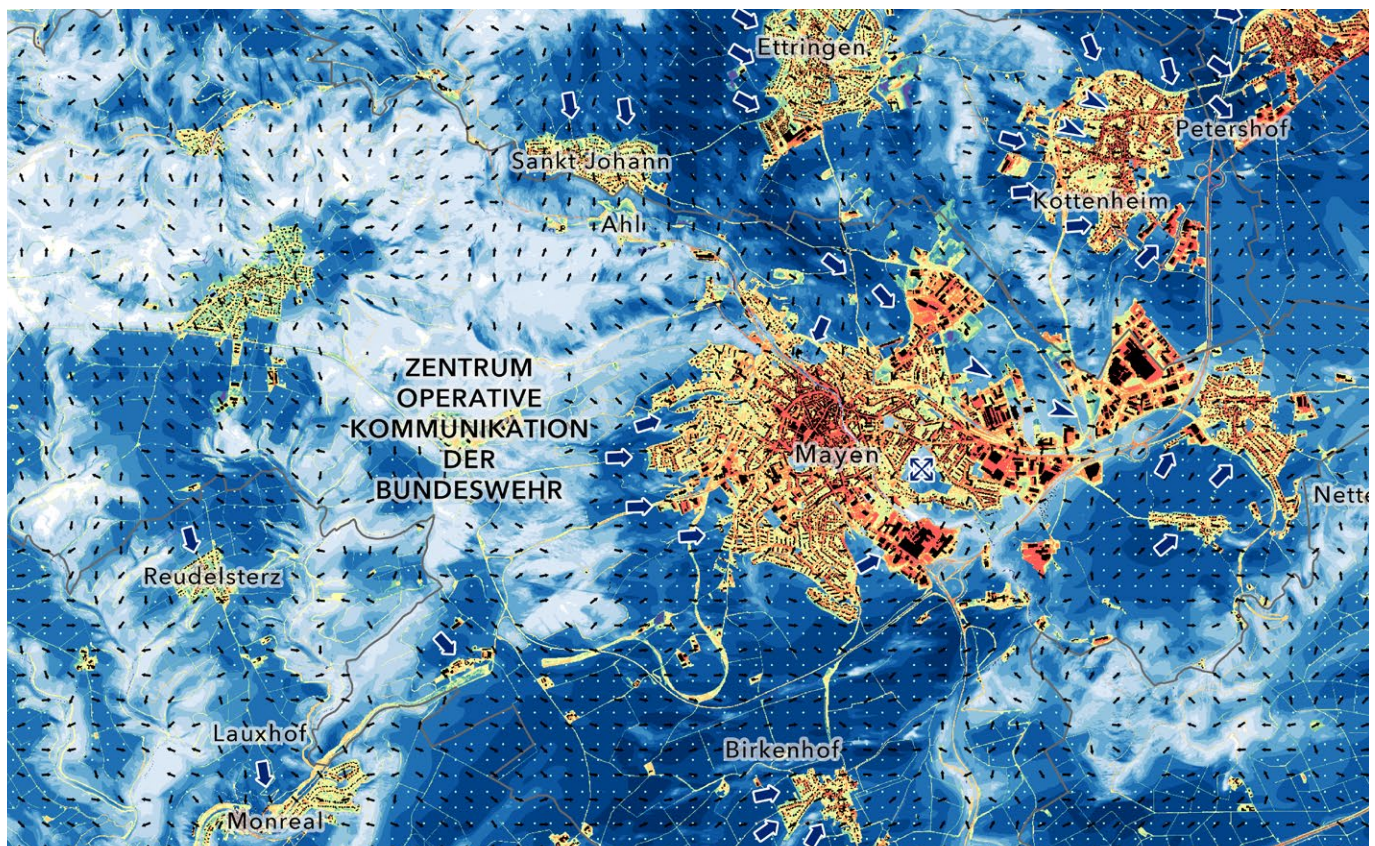 Ettringen
Petershof
Sankt Johann
Kottenheim
Ahl
ZENTRUM
OPERATIVE
KOMMUNIKATION
DER
BUNDESWEHR
Mayen
Nette
Reudelsterz
Lauxhof
Birkenhof
Monreal